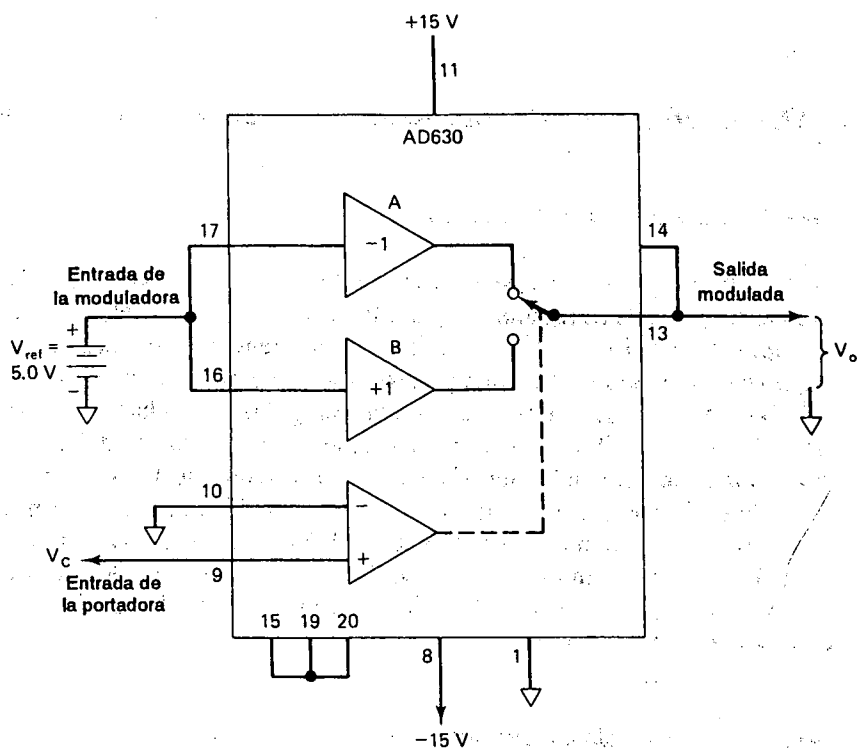 +15 V
11
AD630
A
17
−1
14
Entrada de
la moduladora
Salida
modulada
V_ref =
5.0 V
+
−
13
V_o
B
16
+1
10
−
V_C
+
9
Entrada de
la portadora
15
19
20
8
1
−15 V